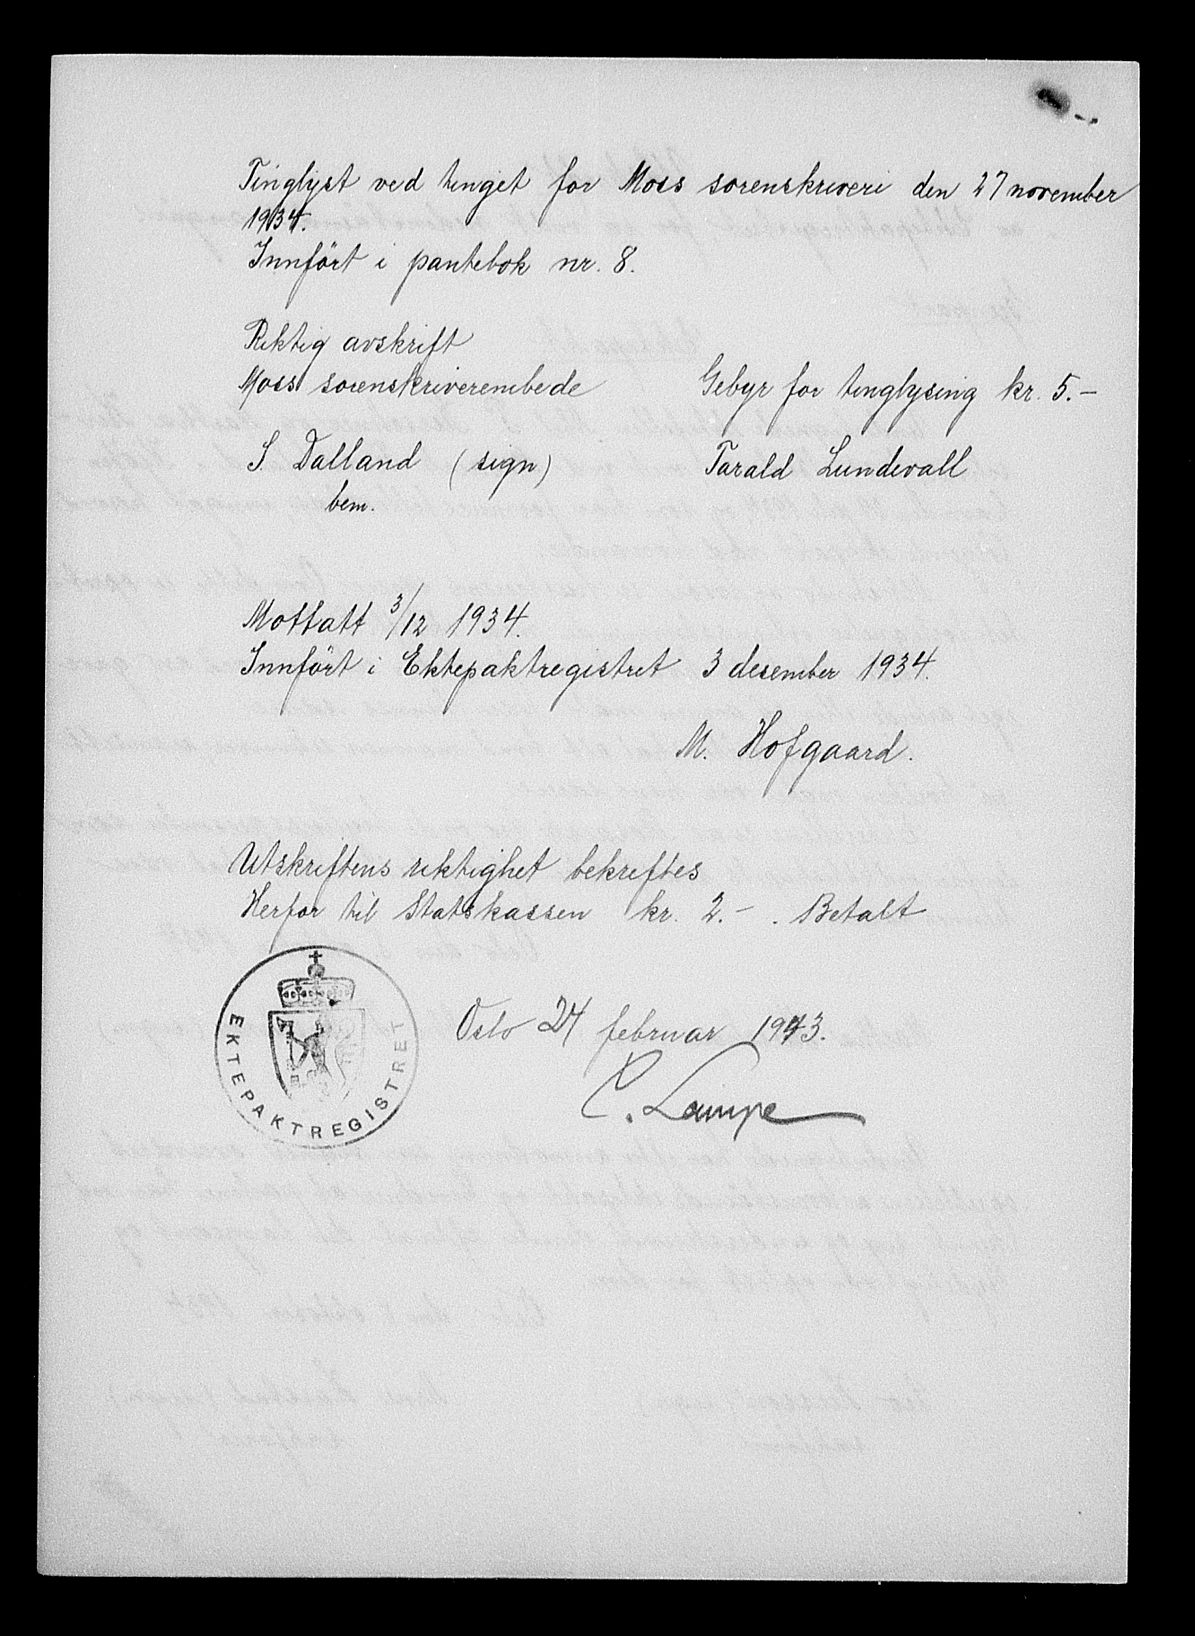 Tinglyst ved tinget for Moss sorenskriveri den 27 november
1934.
Innført i pantebok nr. 8.
Riktig avskrift
Moss sorenskriverembede
Gebyr for tinglysing kr. 5.-
S. Dalland (sign)
Tarald Lundevall
bem.
Mottatt 3/12 1934.
Innført i Ektepaktregistret 3 desember 1934.
M. Hofgaard.
Utskriftens riktighet bekreftes
Herfor til Statskassen kr. 2.- . Betalt
EKTEPAKTREGISTRET
Oslo 24 februar 1943.
C. Lampe